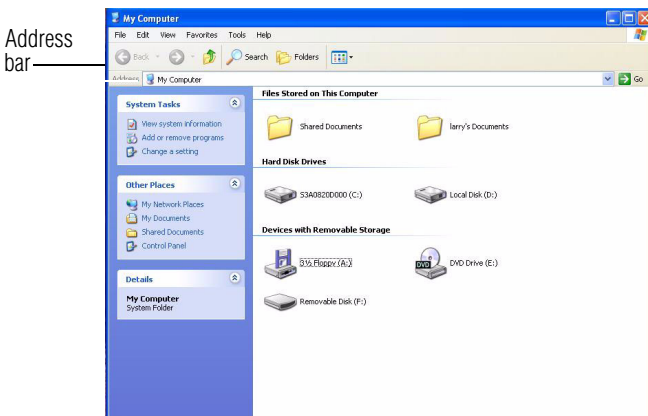 My Computer
File Edit View Favorites Tools Help
Address bar
Back Search Folders
Address My Computer Go
System Tasks
View system information
Add or remove programs
Change a setting
Other Places
My Network Places
My Documents
Shared Documents
Control Panel
Details
My Computer
System Folder
Files Stored on This Computer
Shared Documents larry's Documents
Hard Disk Drives
S3A0820D000 (C:) Local Disk (D:)
Devices with Removable Storage
3½ Floppy (A:) DVD Drive (E:)
DVD
Removable Disk (F:)